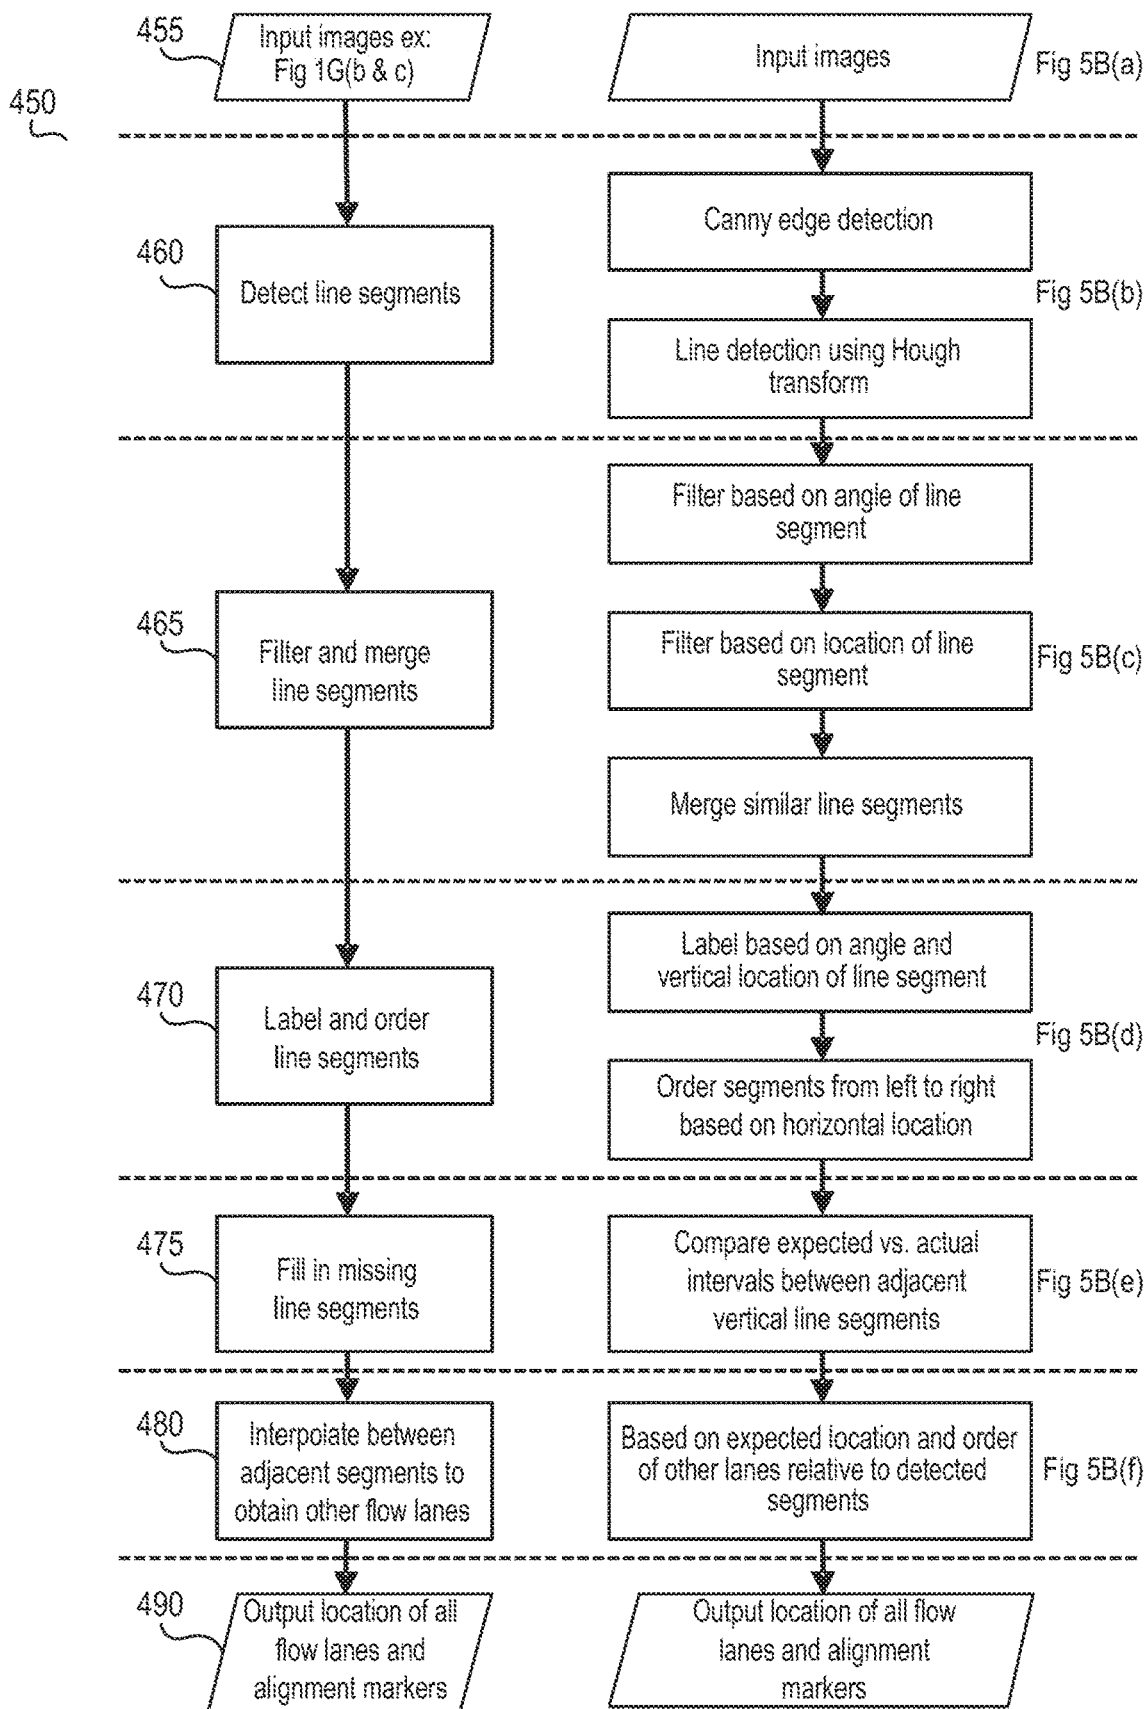 455
Input images ex:
Fig 1G(b & c)
Input images
Fig 5B(a)
450
Canny edge detection
460
Detect line segments
Fig 5B(b)
Line detection using Hough
transform
Filter based on angle of line
segment
465
Filter and merge
line segments
Filter based on location of line
segment
Fig 5B(c)
Merge similar line segments
Label based on angle and
vertical location of line segment
470
Label and order
line segments
Fig 5B(d)
Order segments from left to right
based on horizontal location
475
Fill in missing
line segments
Compare expected vs. actual
intervals between adjacent
vertical line segments
Fig 5B(e)
480
Interpolate between
adjacent segments to
obtain other flow lanes
Based on expected location and order
of other lanes relative to detected
segments
Fig 5B(f)
490
Output location of all
flow lanes and
alignment markers
Output location of all flow
lanes and alignment
markers